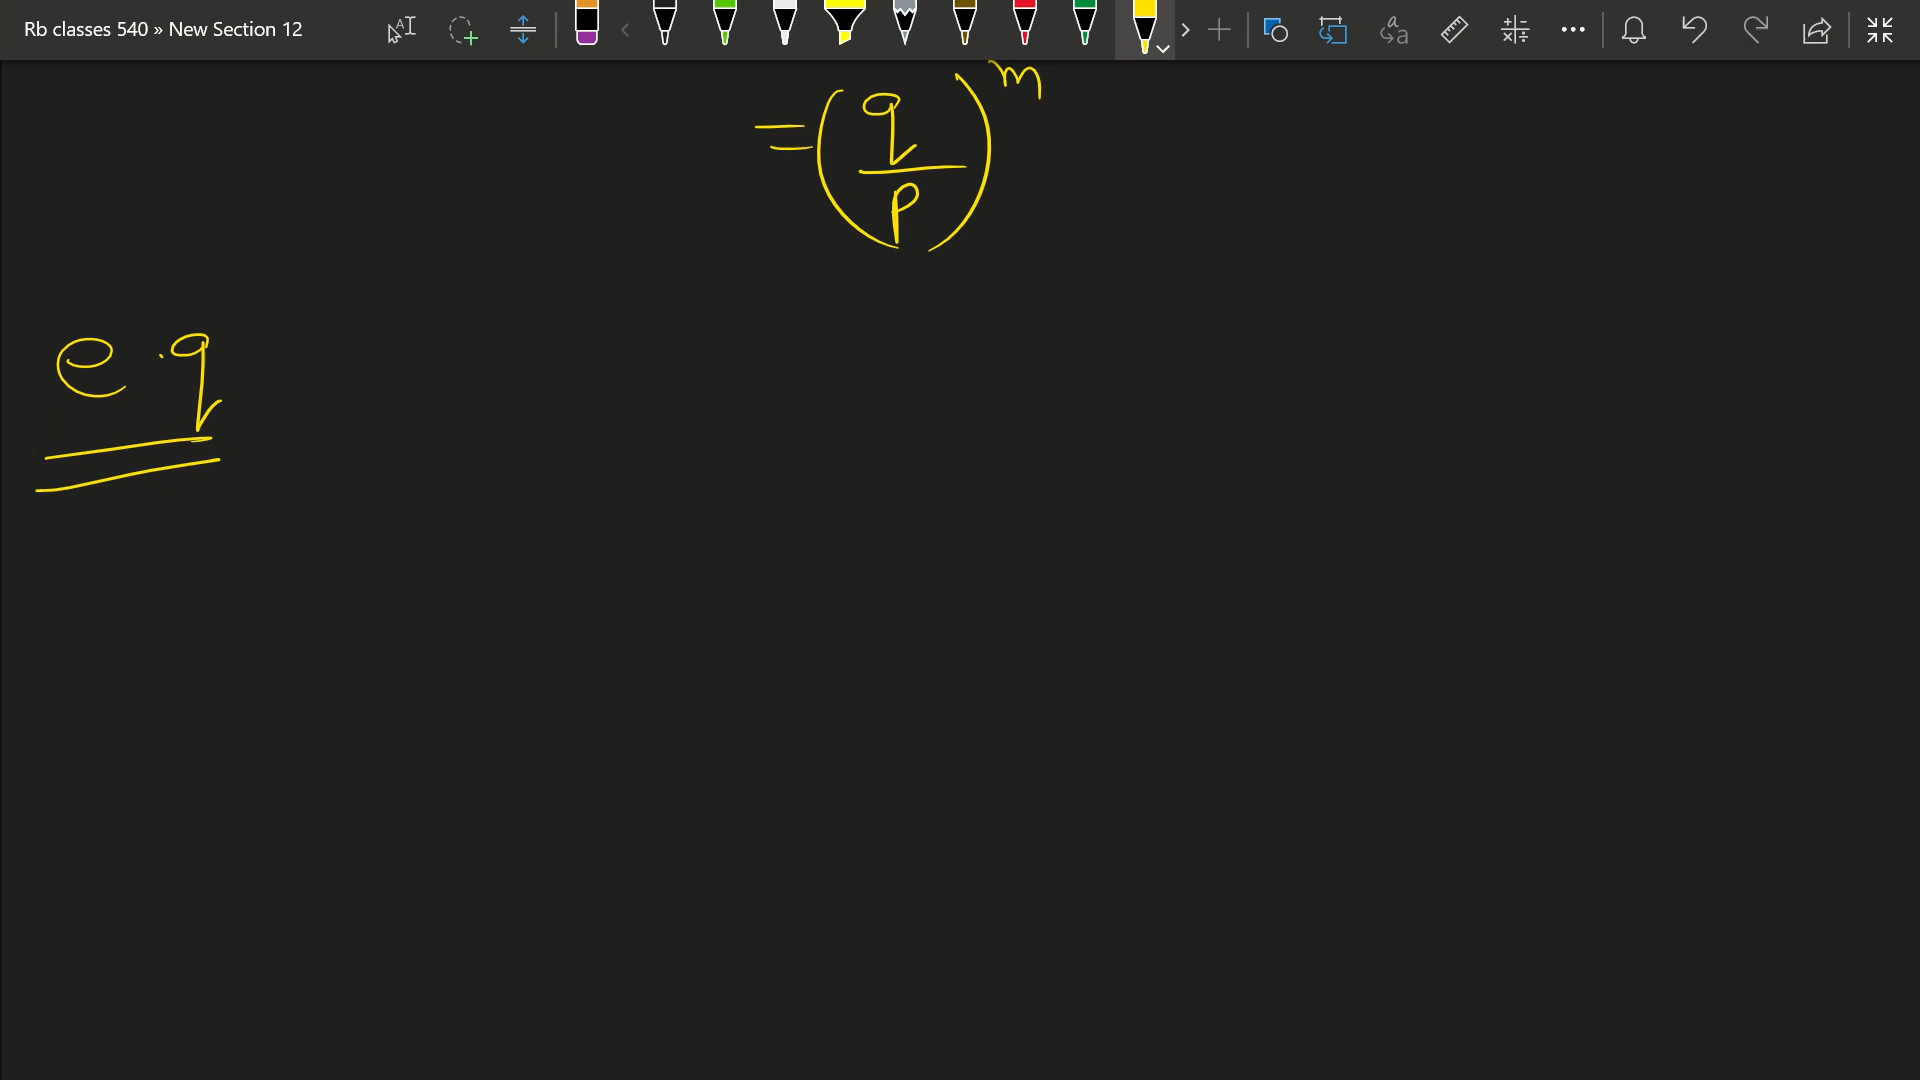 Rb classes 540 » New Section 12
= (q/p)^m
e.g